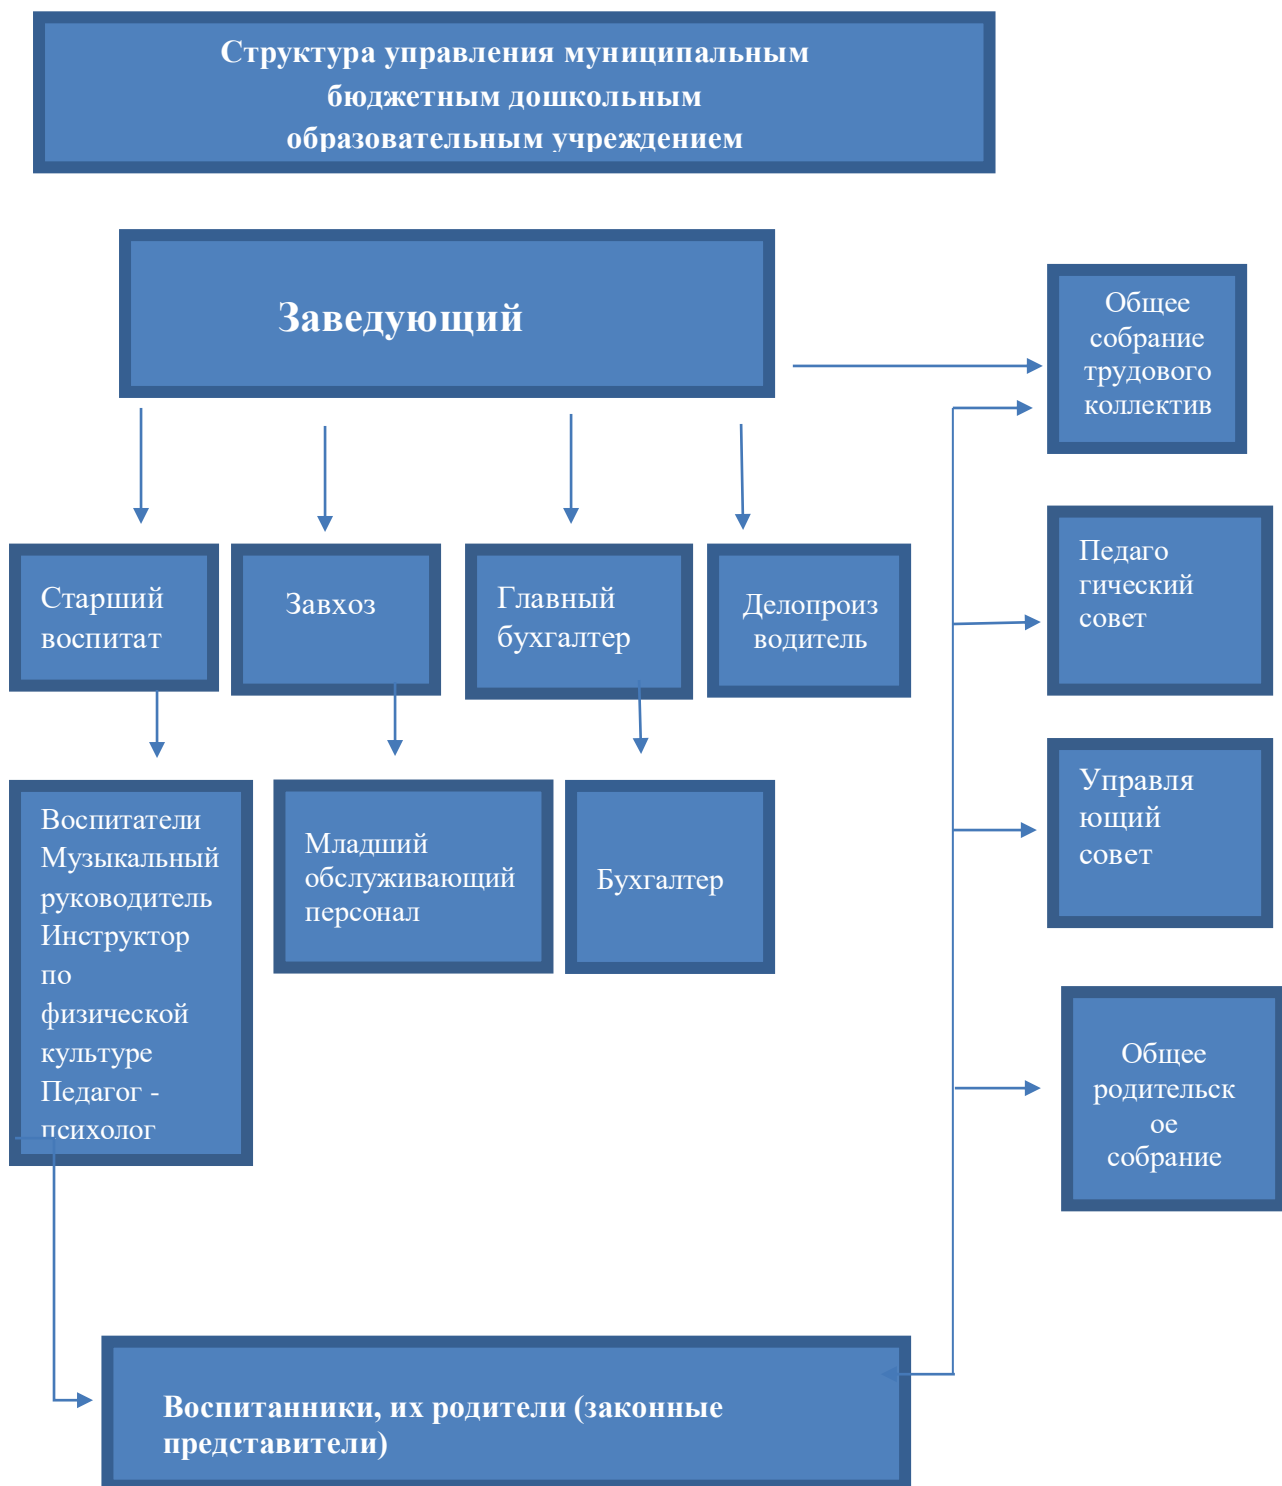 Структура управления муниципальным
бюджетным дошкольным
образовательным учреждением
Заведующий
Общее
собрание
трудового
коллектив
Старший
воспитат
Завхоз
Главный
бухгалтер
Делопроиз
водитель
Педаго
гический
совет
Управля
ющий
совет
Воспитатели
Музыкальный
руководитель
Инструктор
по
физической
культуре
Педагог -
психолог
Младший
обслуживающий
персонал
Бухгалтер
Общее
родительск
ое
собрание
Воспитанники, их родители (законные
представители)